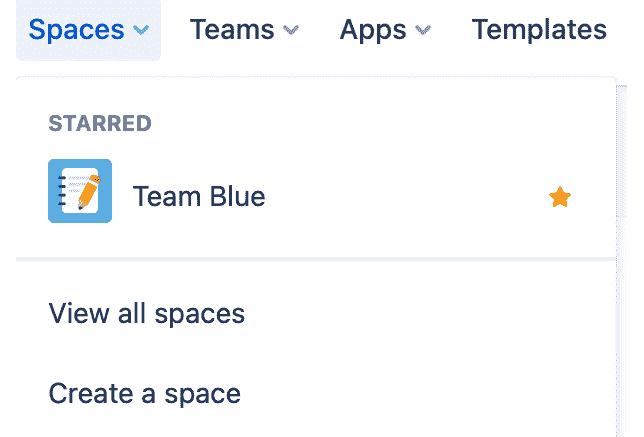 Spaces Teams Apps Templates
STARRED
Team Blue
View all spaces
Create a space